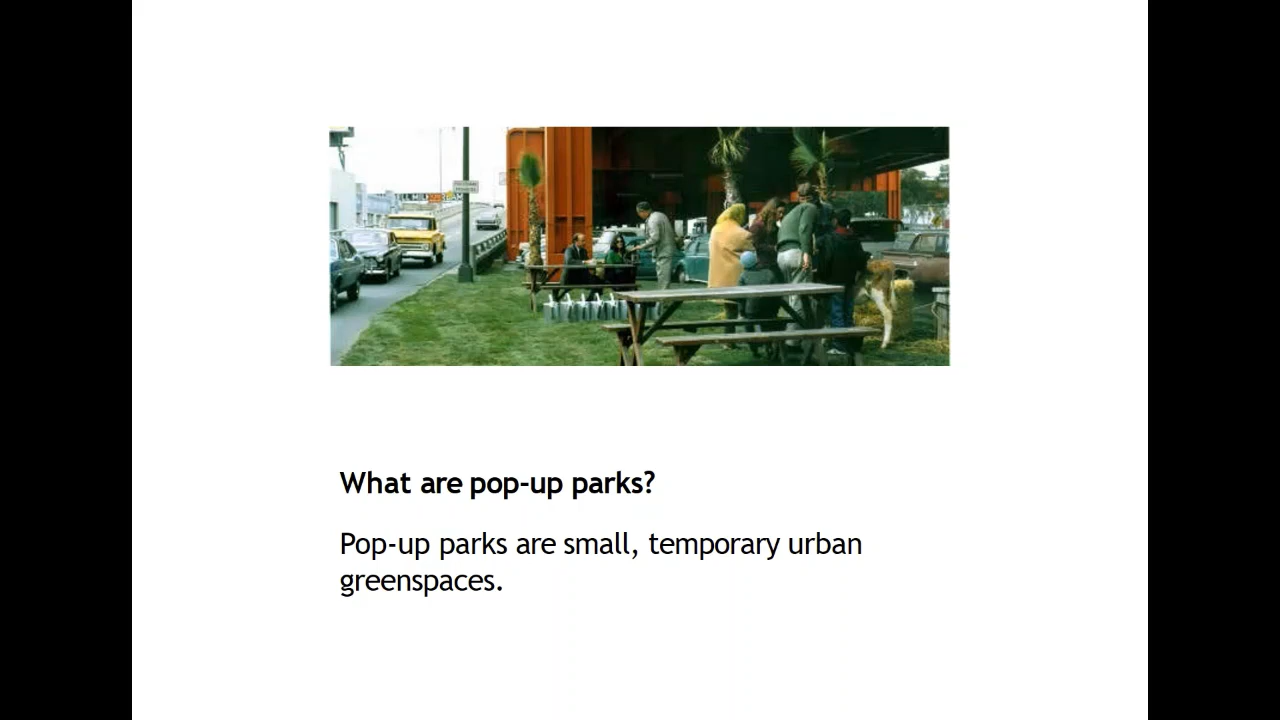 What are pop-up parks?
Pop-up parks are small, temporary urban
greenspaces.